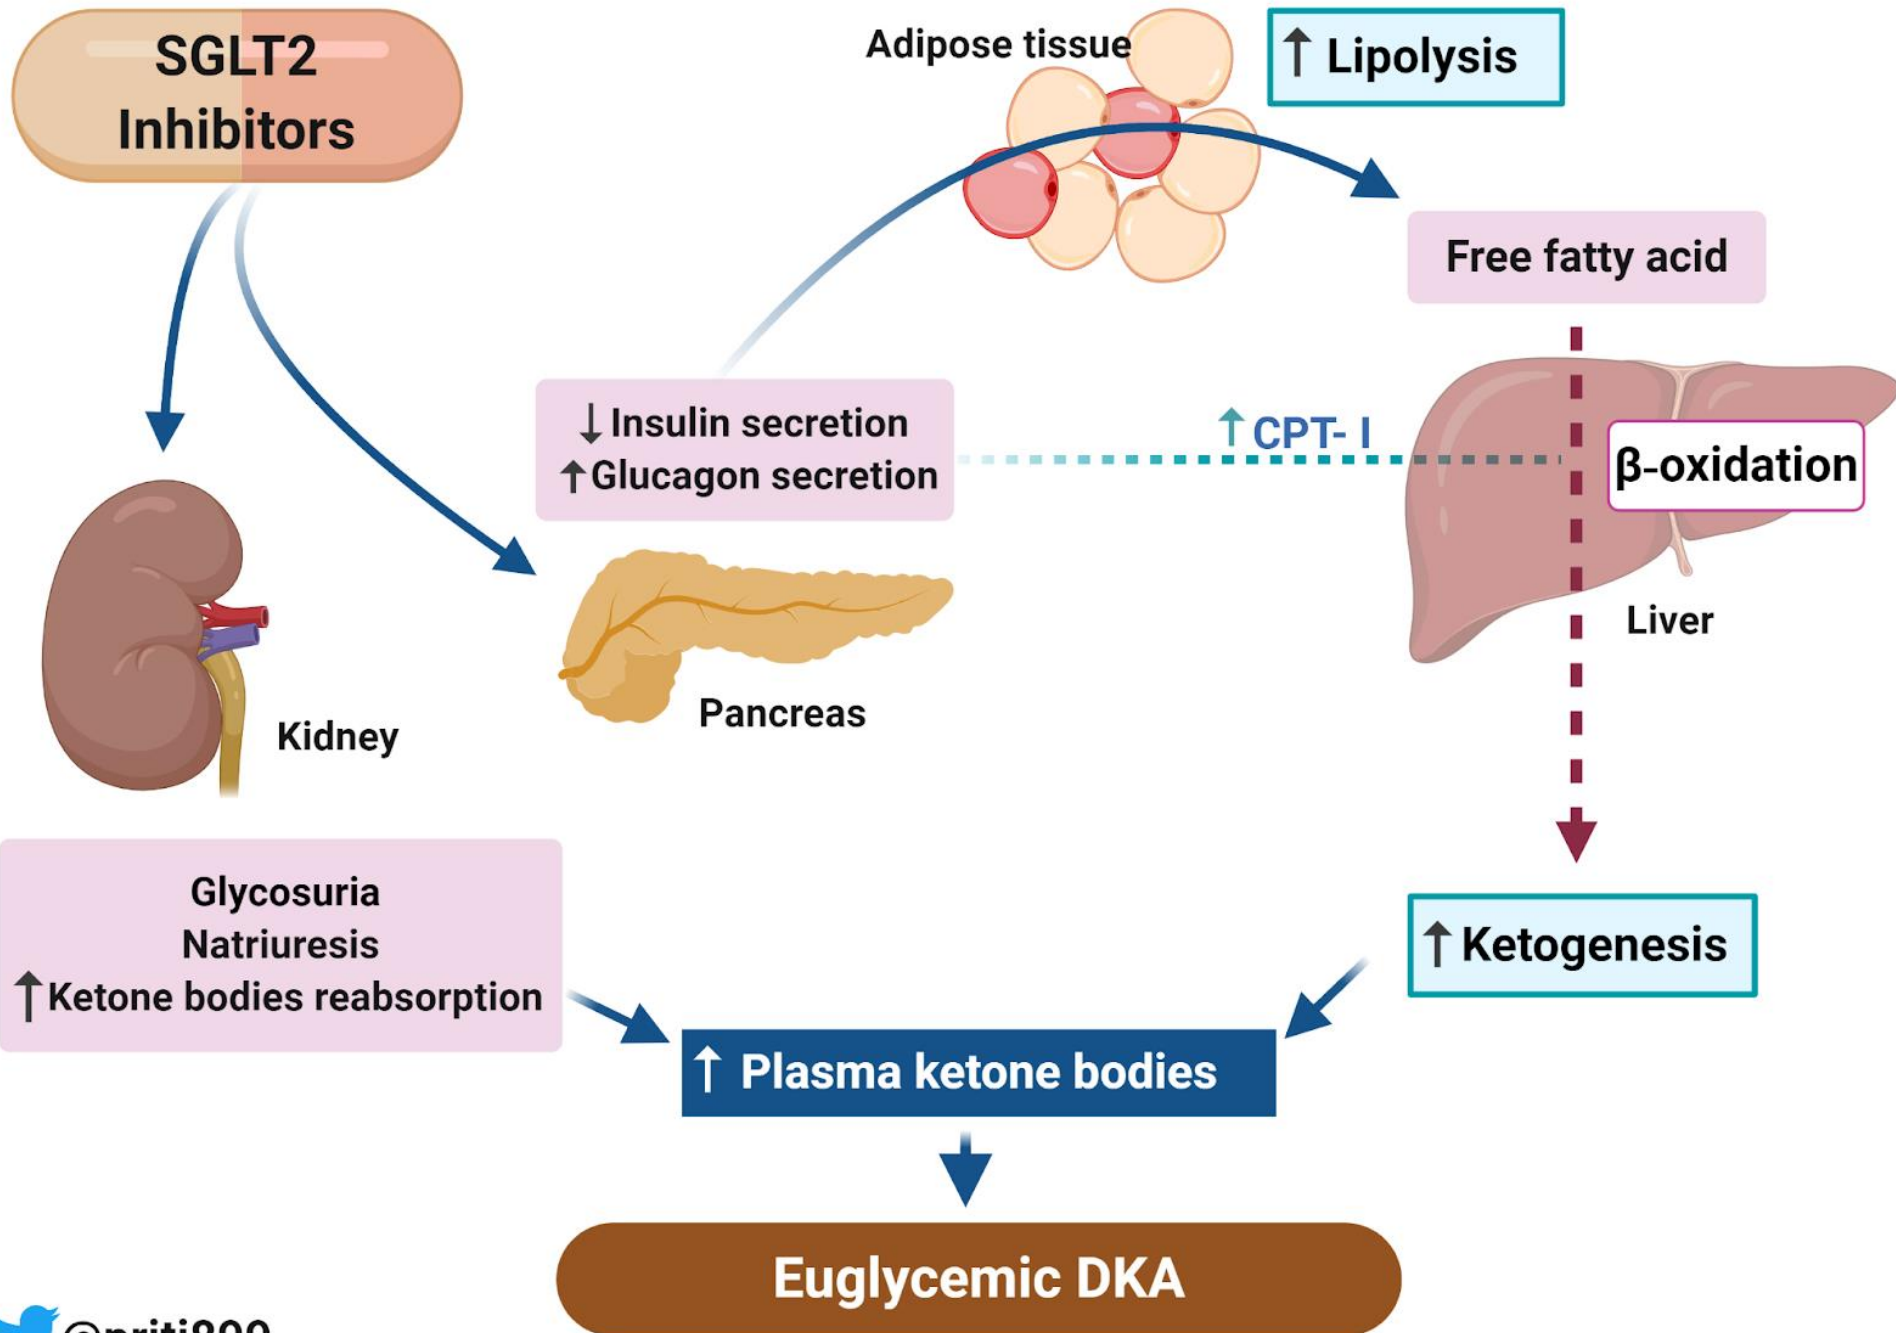 SGLT2
Inhibitors
Adipose tissue
↑ Lipolysis
Free fatty acid
↓ Insulin secretion
↑ Glucagon secretion
↑ CPT- I
β-oxidation
Liver
Pancreas
Kidney
Glycosuria
Natriuresis
↑ Ketone bodies reabsorption
↑ Ketogenesis
↑ Plasma ketone bodies
Euglycemic DKA